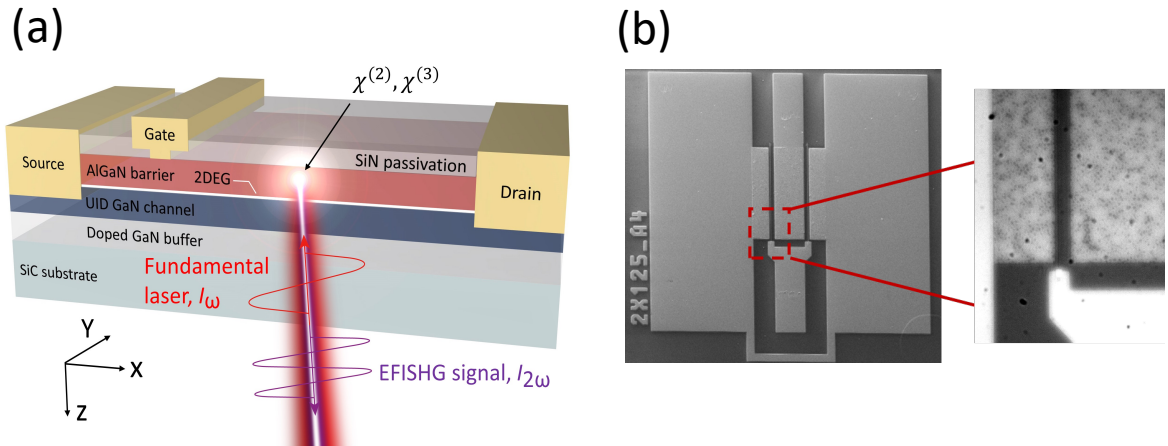 (a)
χ⁽²⁾, χ⁽³⁾
Gate
Source
SiN passivation
AlGaN barrier
2DEG
Drain
UID GaN channel
Doped GaN buffer
SiC substrate
Fundamental
laser, Iω
Y
X
Z
EFISHG signal, I2ω
(b)
2X125_A4